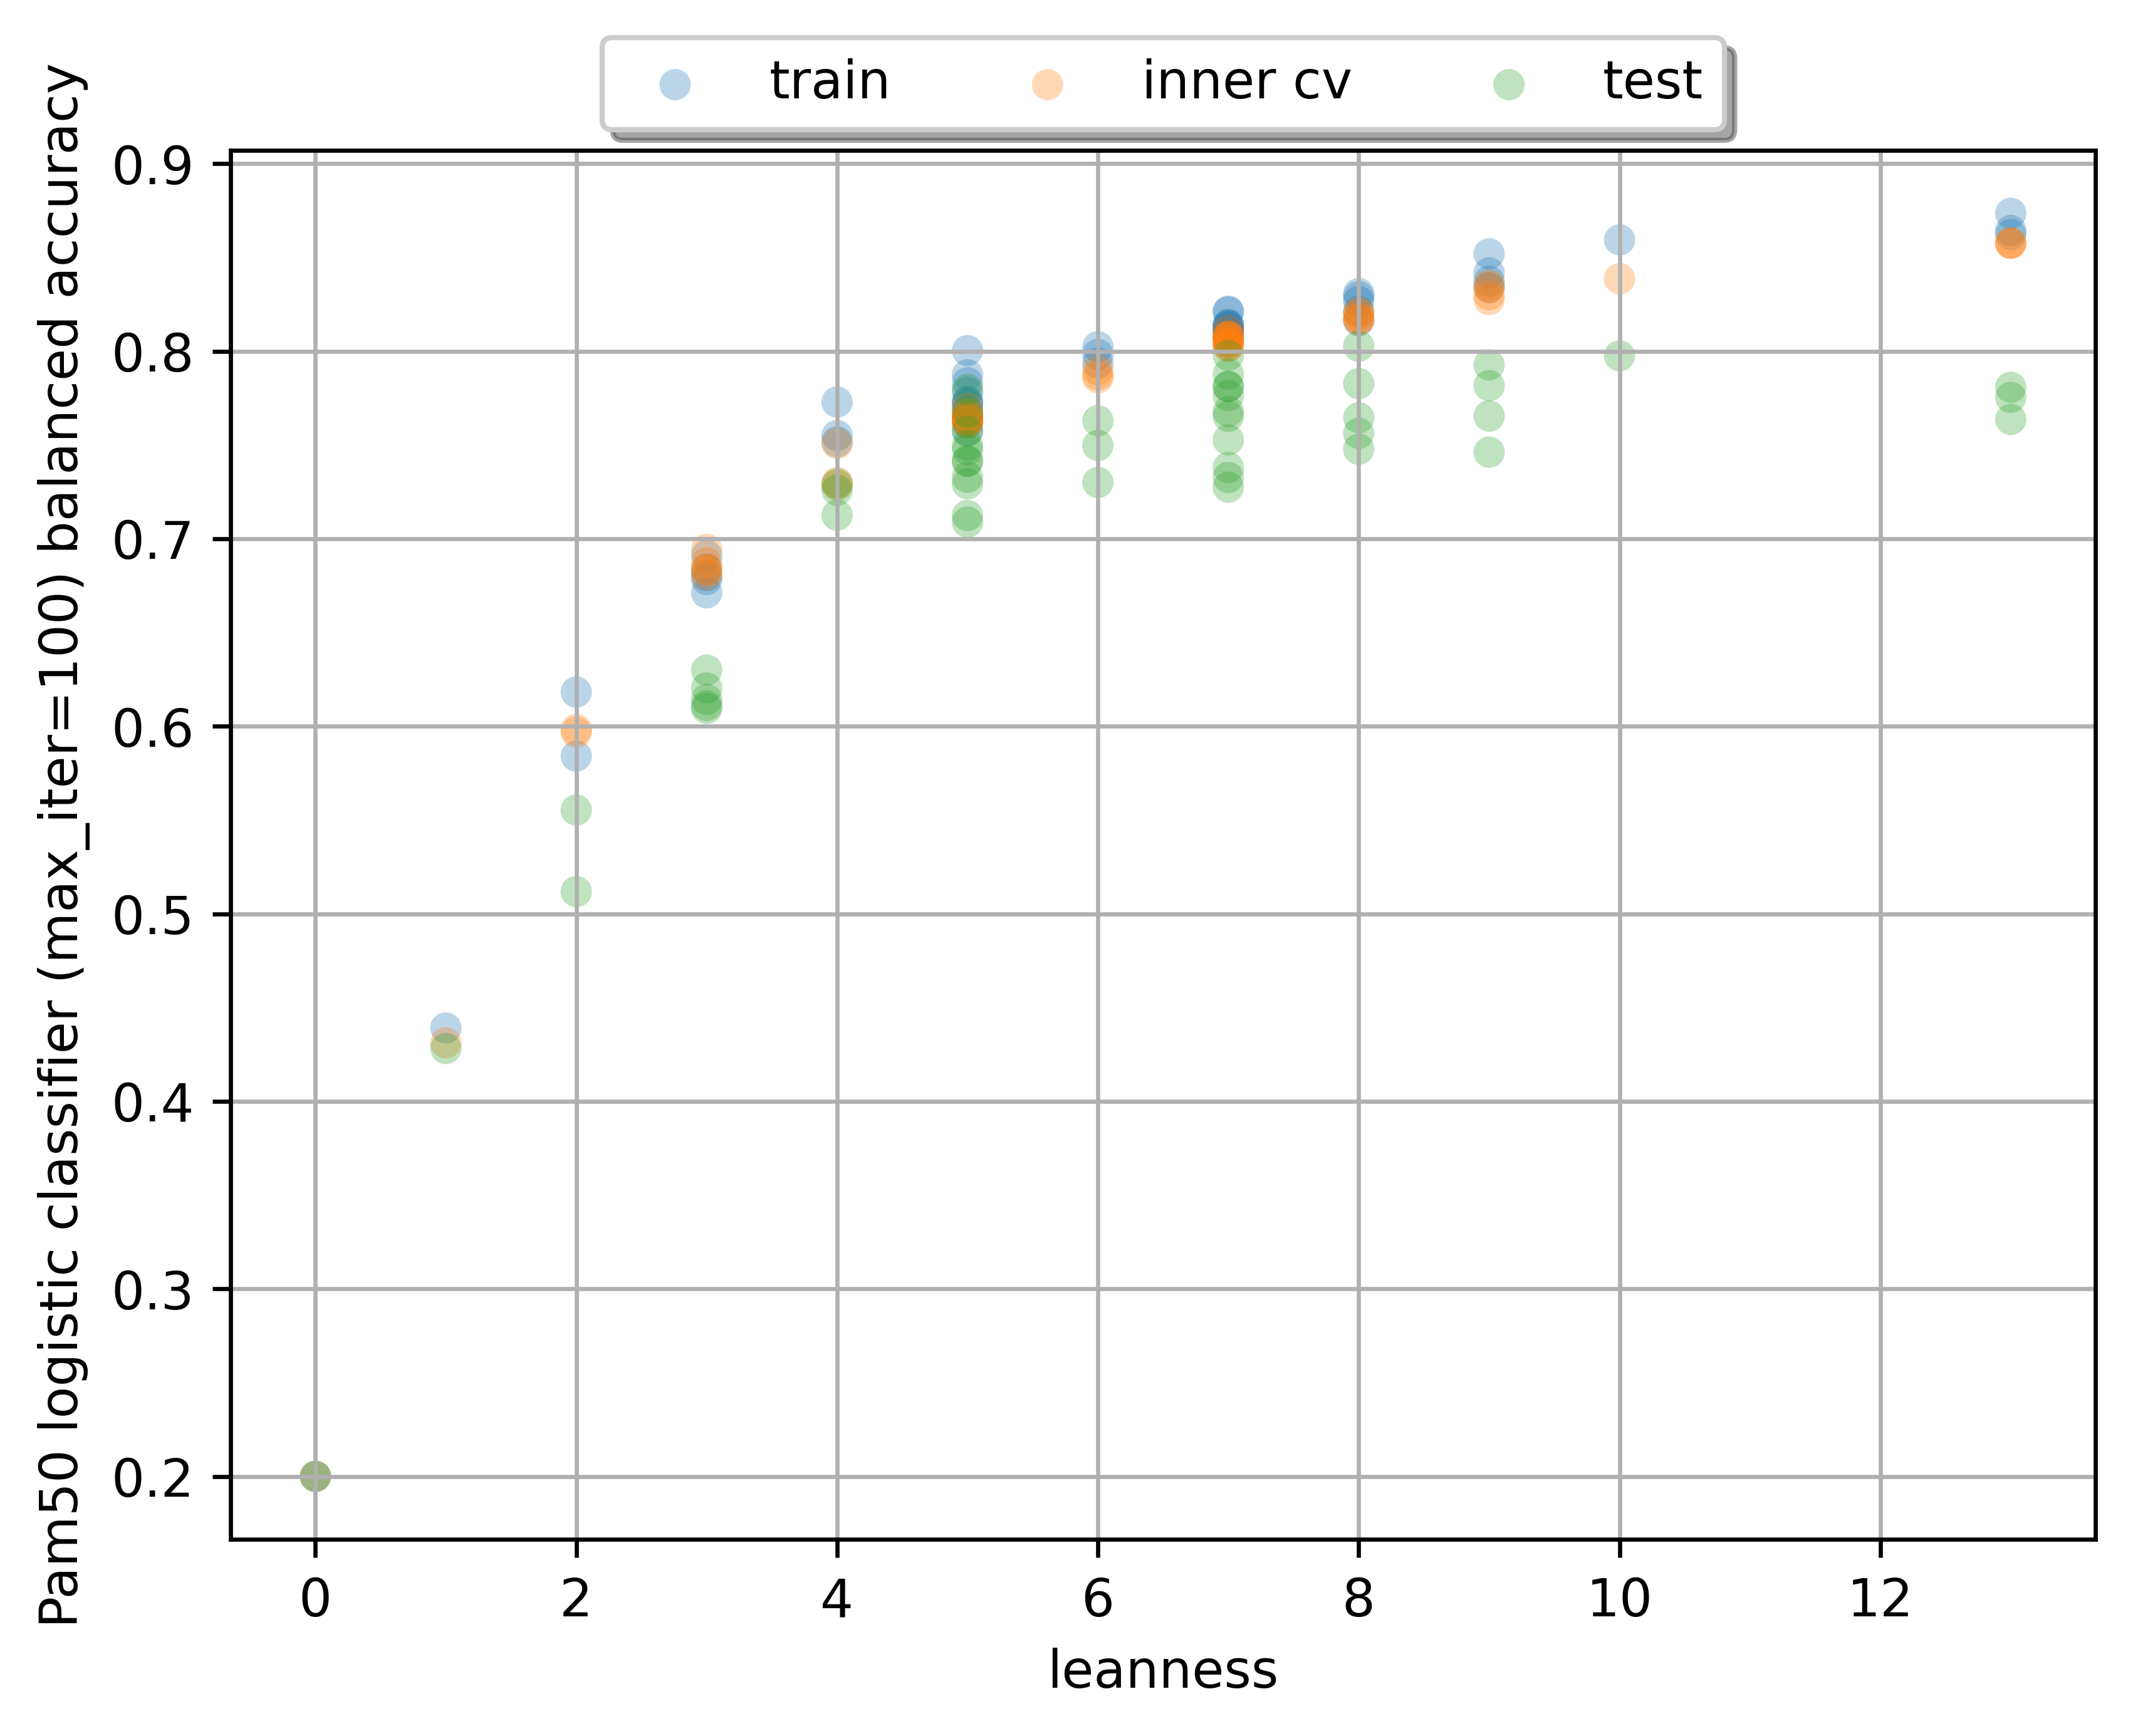 train inner cv test
Pam50 logistic classifier (max_iter=100) balanced accuracy
0.9
0.8
0.7
0.6
0.5
0.4
0.3
0.2
0 2 4 6 8 10 12
leanness